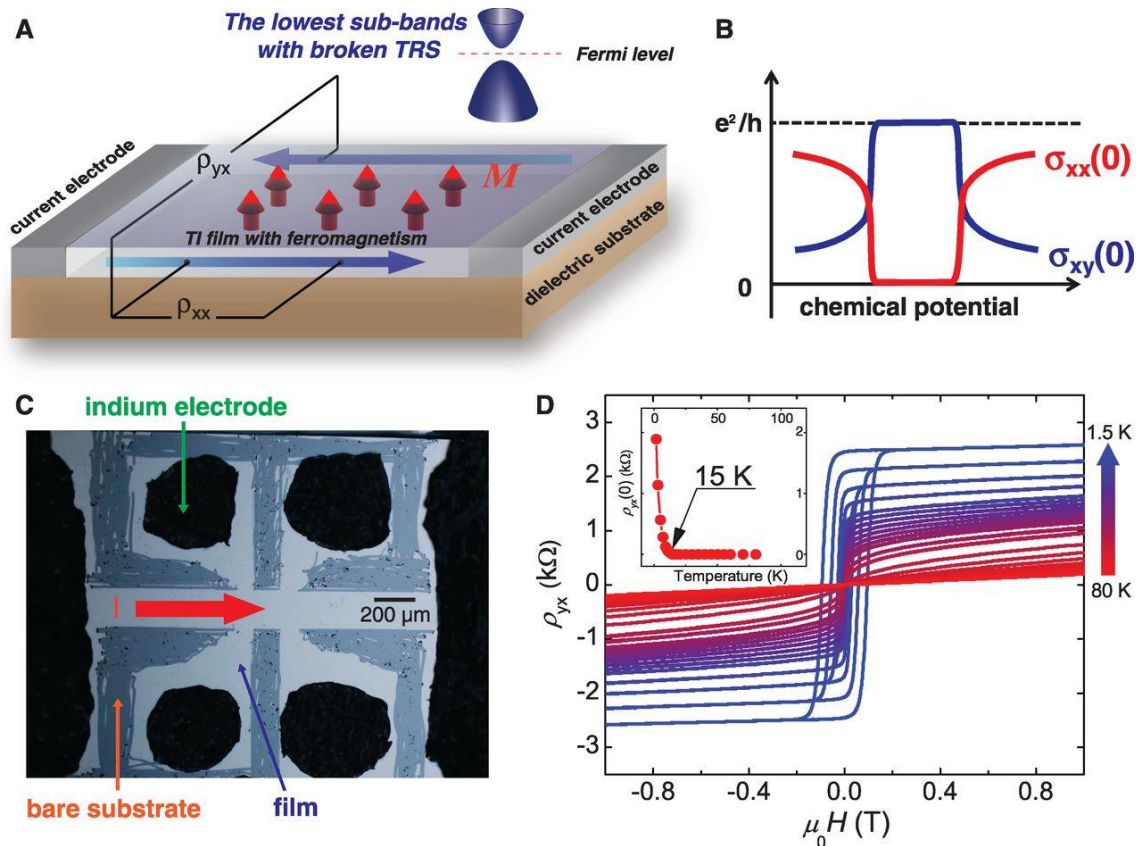 A
The lowest sub-bands
with broken TRS
Fermi level
current electrode
ρyx
M
current electrode
TI film with ferromagnetism
dielectric substrate
ρxx
B
e²/h
σxx(0)
σxy(0)
0
chemical potential
C
indium electrode
I
200 μm
bare substrate
film
D
3
2
1
0
-1
-2
-3
ρyx (kΩ)
0 50 100
2
1
0
ρyx(0) (kΩ)
15 K
Temperature (K)
1.5 K
80 K
-0.8 -0.4 0.0 0.4 0.8
μ0H (T)